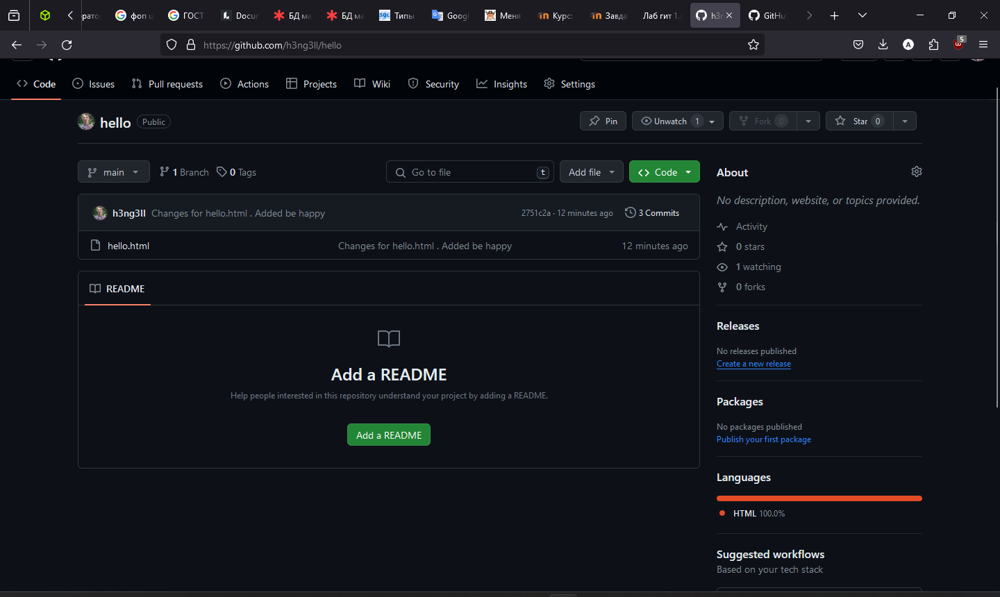 фоп ц
ГОСТ
Docun
БД ма
БД ма
Типы
Googl
Меня
Курс:
Завда
Лаб гит 1.
h3n
GitHu
https://github.com/h3ng3ll/hello
5
Code
Issues
Pull requests
Actions
Projects
Wiki
Security
Insights
Settings
hello Public
Pin
Unwatch 1
Fork 0
Star 0
main
1 Branch
0 Tags
Go to file t
Add file
Code
h3ng3ll Changes for hello.html . Added be happy 2751c2a · 12 minutes ago 3 Commits
hello.html Changes for hello.html . Added be happy 12 minutes ago
README
Add a README
Help people interested in this repository understand your project by adding a README.
Add a README
About
No description, website, or topics provided.
Activity
0 stars
1 watching
0 forks
Releases
No releases published
Create a new release
Packages
No packages published
Publish your first package
Languages
HTML 100.0%
Suggested workflows
Based on your tech stack